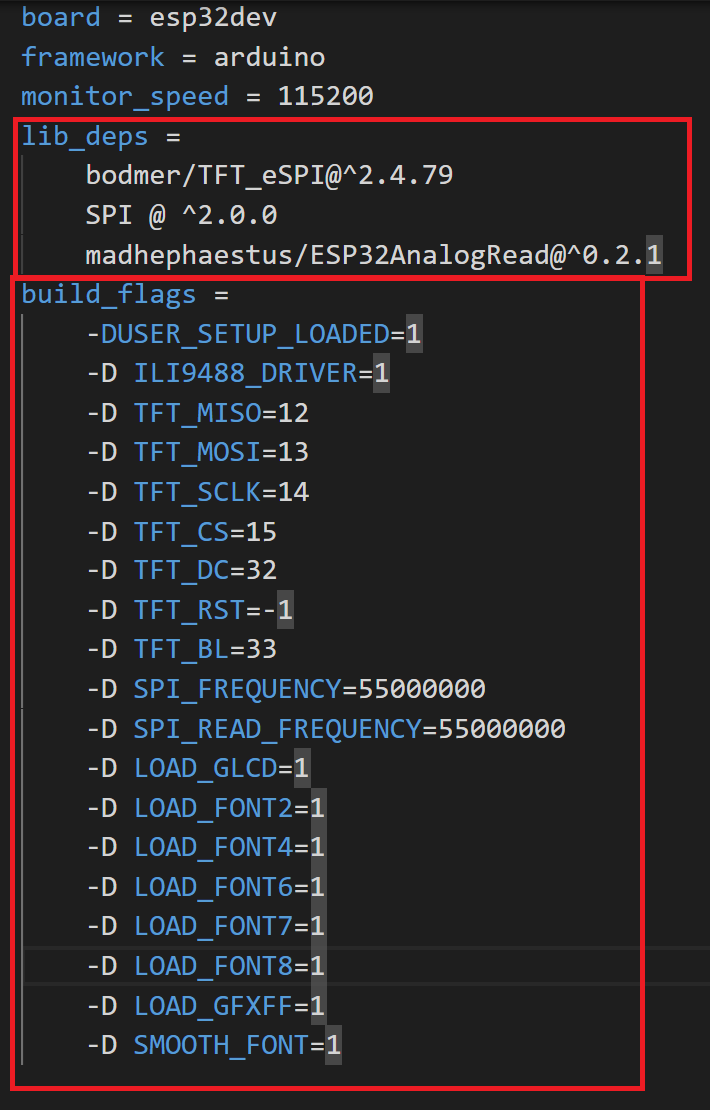 board = esp32dev
framework = arduino
monitor_speed = 115200
lib_deps =
bodmer/TFT_eSPI@^2.4.79
SPI @ ^2.0.0
madhephaestus/ESP32AnalogRead@^0.2.1
build_flags =
-DUSER_SETUP_LOADED=1
-D ILI9488_DRIVER=1
-D TFT_MISO=12
-D TFT_MOSI=13
-D TFT_SCLK=14
-D TFT_CS=15
-D TFT_DC=32
-D TFT_RST=-1
-D TFT_BL=33
-D SPI_FREQUENCY=55000000
-D SPI_READ_FREQUENCY=55000000
-D LOAD_GLCD=1
-D LOAD_FONT2=1
-D LOAD_FONT4=1
-D LOAD_FONT6=1
-D LOAD_FONT7=1
-D LOAD_FONT8=1
-D LOAD_GFXFF=1
-D SMOOTH_FONT=1